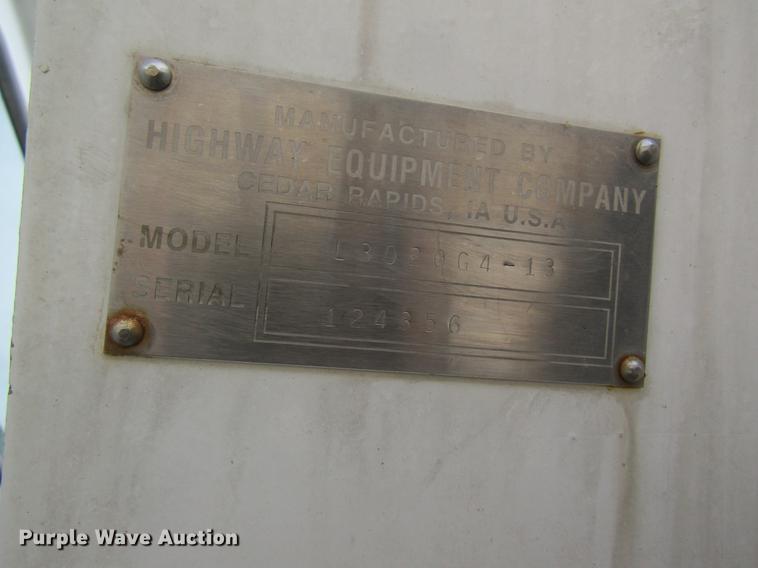 MANUFACTURED BY
HIGHWAY EQUIPMENT COMPANY
CEDAR RAPIDS, IA U.S.A.
MODEL L3020G4-13
SERIAL 124356
Purple Wave Auction